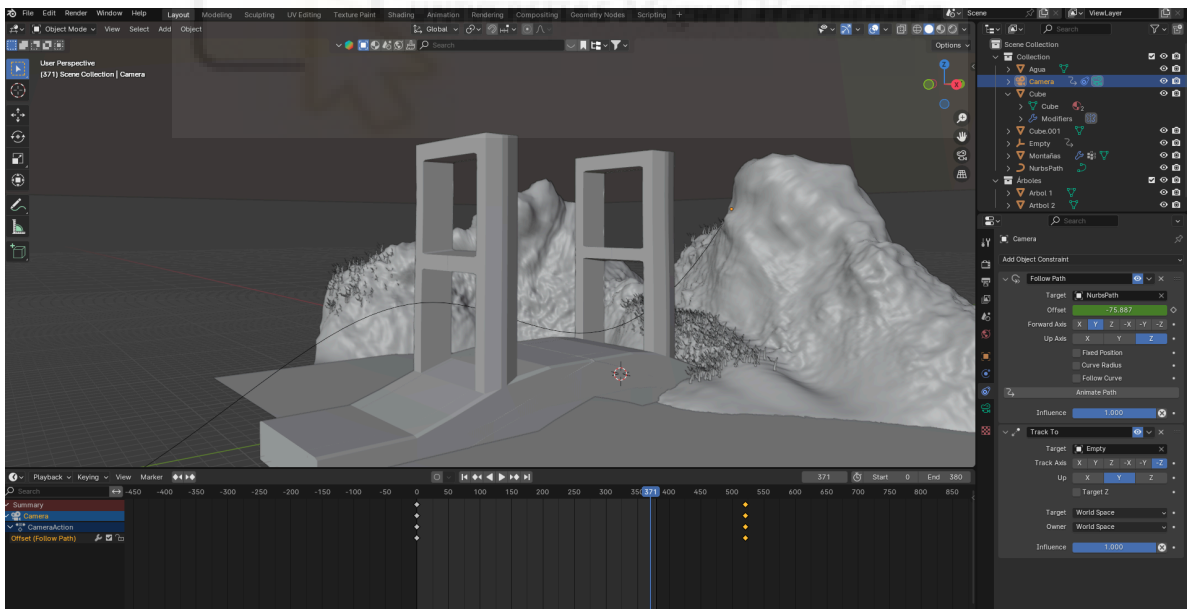 File Edit Render Window Help Layout Modeling Sculpting UV Editing Texture Paint Shading Animation Rendering Compositing Geometry Nodes Scripting + Scene ViewLayer
Object Mode View Select Add Object Global Search
Search Options
User Perspective
(371) Scene Collection | Camera
Z
X
Scene Collection
Collection
Agua
Camera
Cube
Cube 2
Modifiers
Cube.001
Empty
Montañas
NurbsPath
Árboles
Arbol 1
Artbol 2
Search
Camera
Add Object Constraint
Follow Path
Target NurbsPath
Offset -75.887
Forward Axis X Y Z -X -Y -Z
Up Axis X Y Z
Fixed Position
Curve Radius
Follow Curve
Animate Path
Influence 1.000
Track To
Target Empty
Track Axis X Y Z -X -Y -Z
Up X Y Z
Target Z
Target World Space
Owner World Space
Influence 1.000
Playback Keying View Marker 371 Start 0 End 380
Search -450 -400 -350 -300 -250 -200 -150 -100 -50 0 50 100 150 200 250 300 371 400 450 500 550 600 650 700 750 800 850
Summary
Camera
CameraAction
Offset (Follow Path)